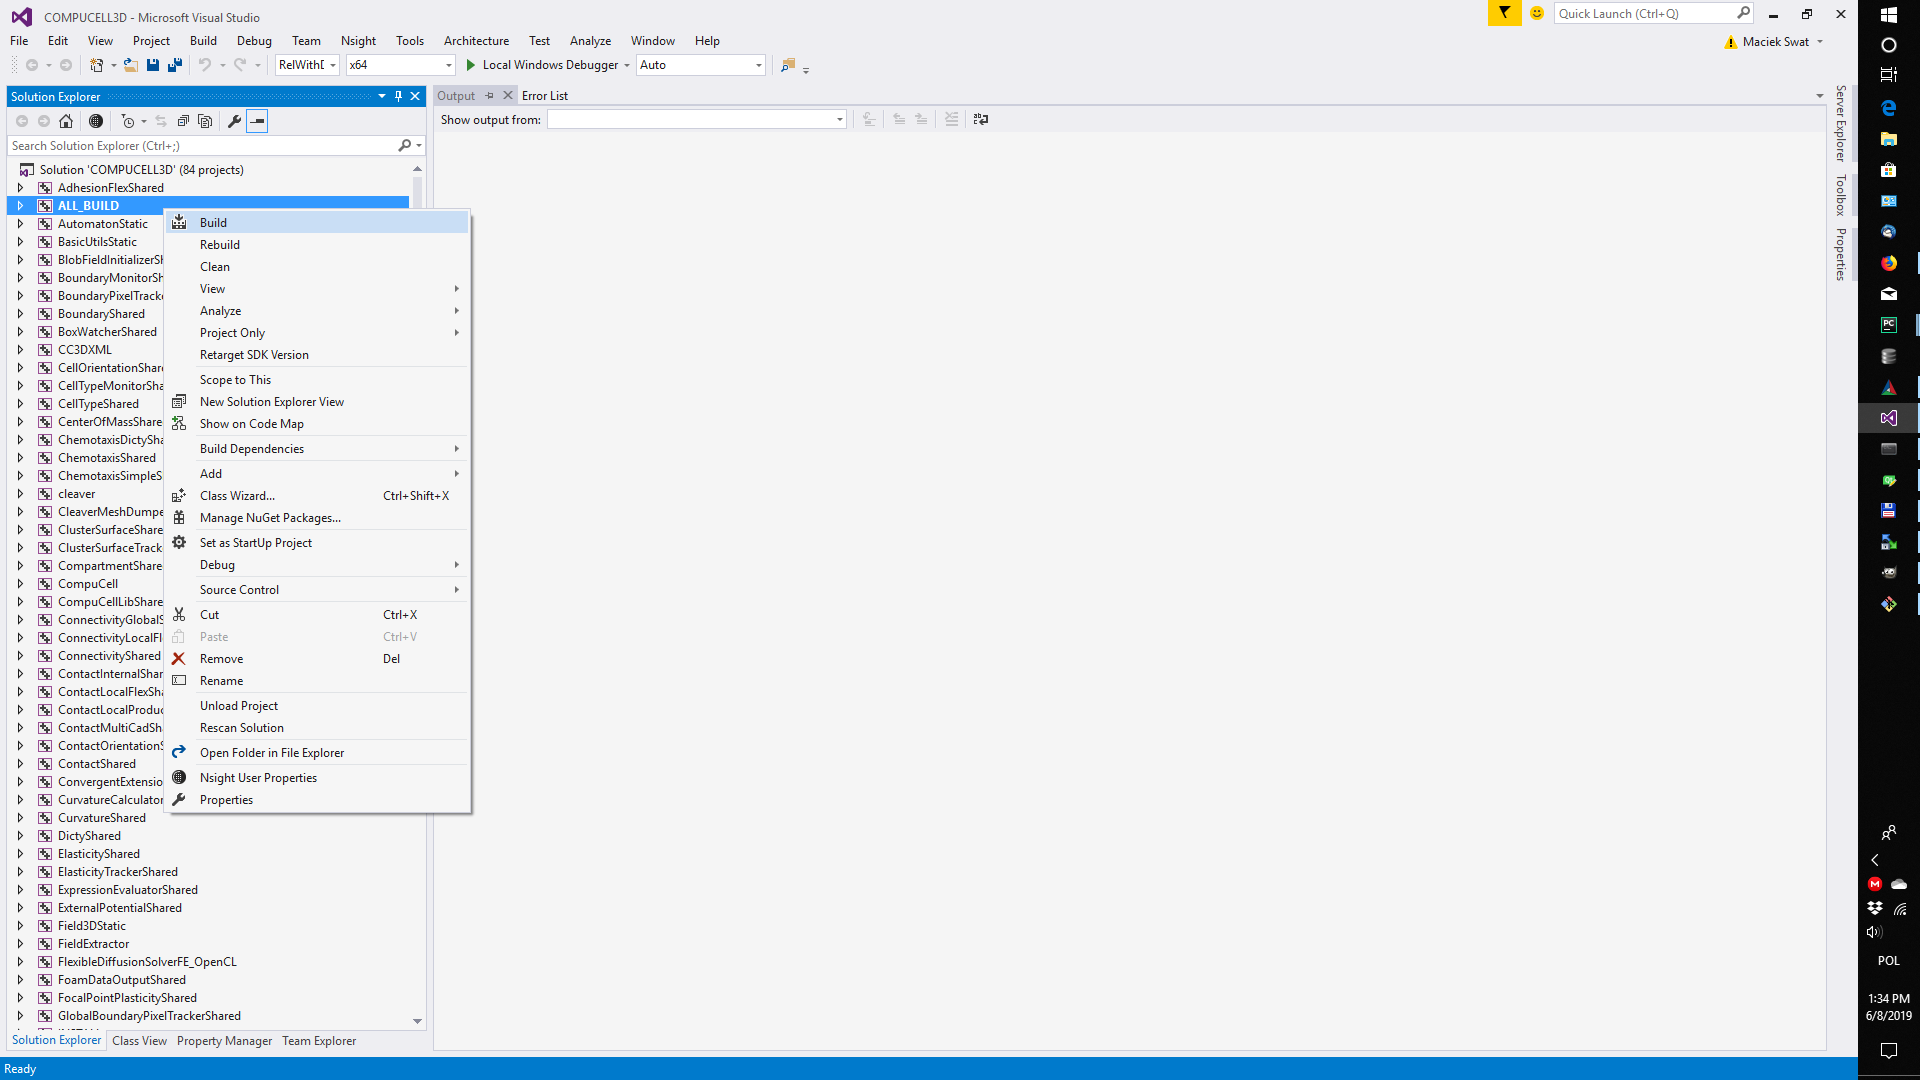 COMPUCELL3D - Microsoft Visual Studio
Quick Launch (Ctrl+Q)
File Edit View Project Build Debug Team Nsight Tools Architecture Test Analyze Window Help
Maciek Swat
RelWithD x64 Local Windows Debugger Auto
Solution Explorer
Output Error List
Show output from:
Search Solution Explorer (Ctrl+;)
Solution 'COMPUCELL3D' (84 projects)
AdhesionFlexShared
ALL_BUILD
AutomatonStatic
BasicUtilsStatic
BlobFieldInitializerSh
BoundaryMonitorSh
BoundaryPixelTracke
BoundaryShared
BoxWatcherShared
CC3DXML
CellOrientationShare
CellTypeMonitorSha
CellTypeShared
CenterOfMassShare
ChemotaxisDictySha
ChemotaxisShared
ChemotaxisSimpleS
cleaver
CleaverMeshDumpe
ClusterSurfaceShare
ClusterSurfaceTrack
CompartmentShare
CompuCell
CompuCellLibShare
ConnectivityGlobalS
ConnectivityLocalFl
ConnectivityShared
ContactInternalShar
ContactLocalFlexSha
ContactLocalProduc
ContactMultiCadSha
ContactOrientationS
ContactShared
ConvergentExtensio
CurvatureCalculator
CurvatureShared
DictyShared
ElasticityShared
ElasticityTrackerShared
ExpressionEvaluatorShared
ExternalPotentialShared
Field3DStatic
FieldExtractor
FlexibleDiffusionSolverFE_OpenCL
FoamDataOutputShared
FocalPointPlasticityShared
GlobalBoundaryPixelTrackerShared
Build
Rebuild
Clean
View
Analyze
Project Only
Retarget SDK Version
Scope to This
New Solution Explorer View
Show on Code Map
Build Dependencies
Add
Class Wizard... Ctrl+Shift+X
Manage NuGet Packages...
Set as StartUp Project
Debug
Source Control
Cut Ctrl+X
Paste Ctrl+V
Remove Del
Rename
Unload Project
Rescan Solution
Open Folder in File Explorer
Nsight User Properties
Properties
Solution Explorer Class View Property Manager Team Explorer
Ready
Server Explorer
Toolbox
Properties
PC
M
POL
1:34 PM
6/8/2019